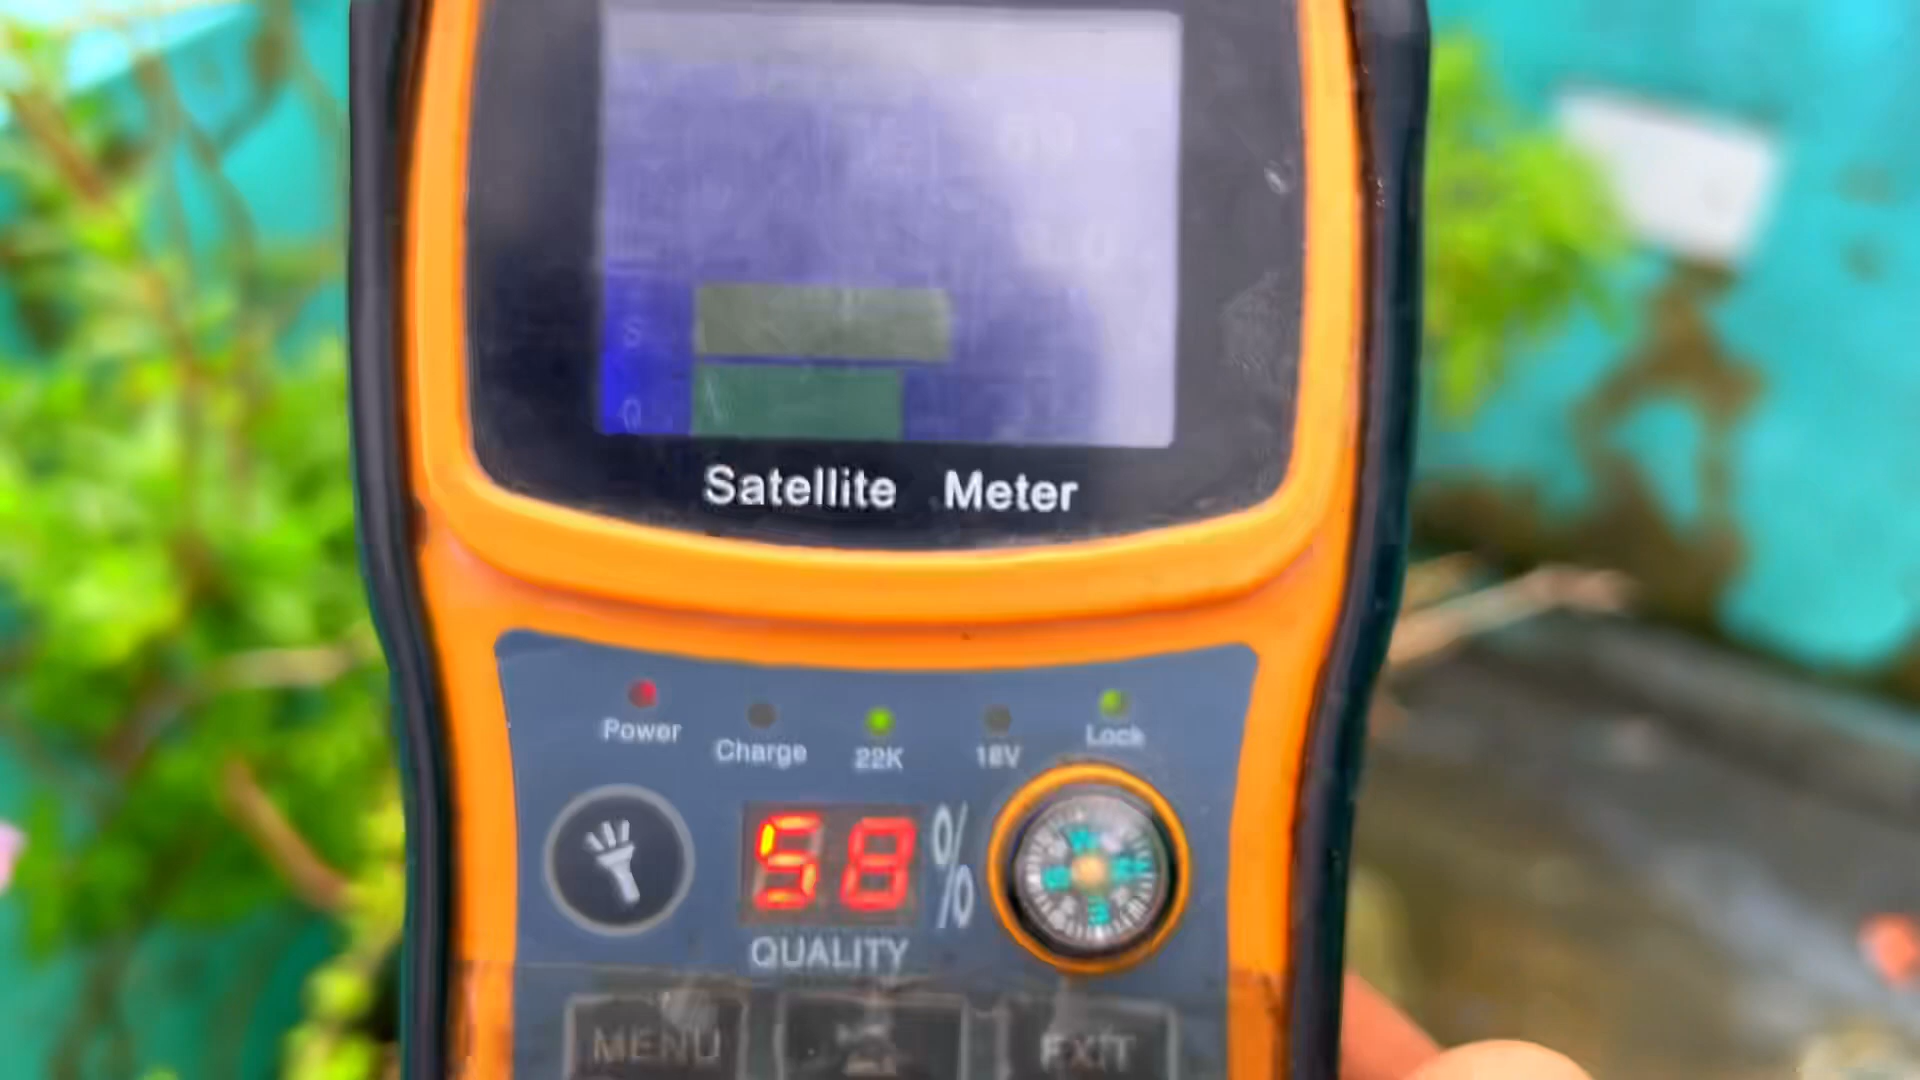 S
Q
Satellite Meter
Power
Charge
22K
18V
Lock
58 %
%
QUALITY
MENU
EXIT